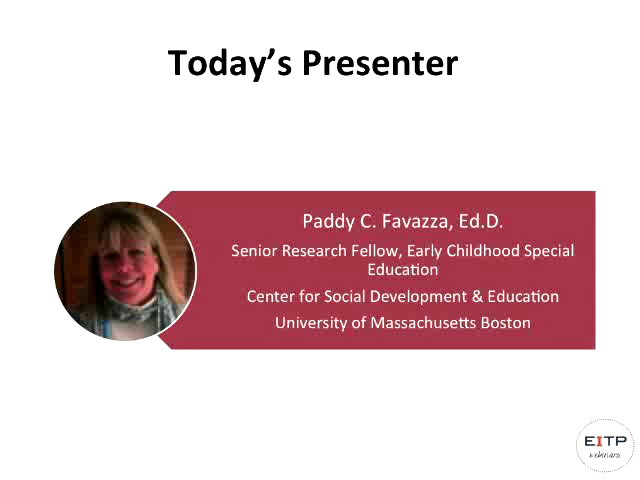 Today's Presenter
Paddy C. Favazza, Ed.D.
Senior Research Fellow, Early Childhood Special
Education
Center for Social Development & Education
University of Massachusetts Boston
EITP
webinars